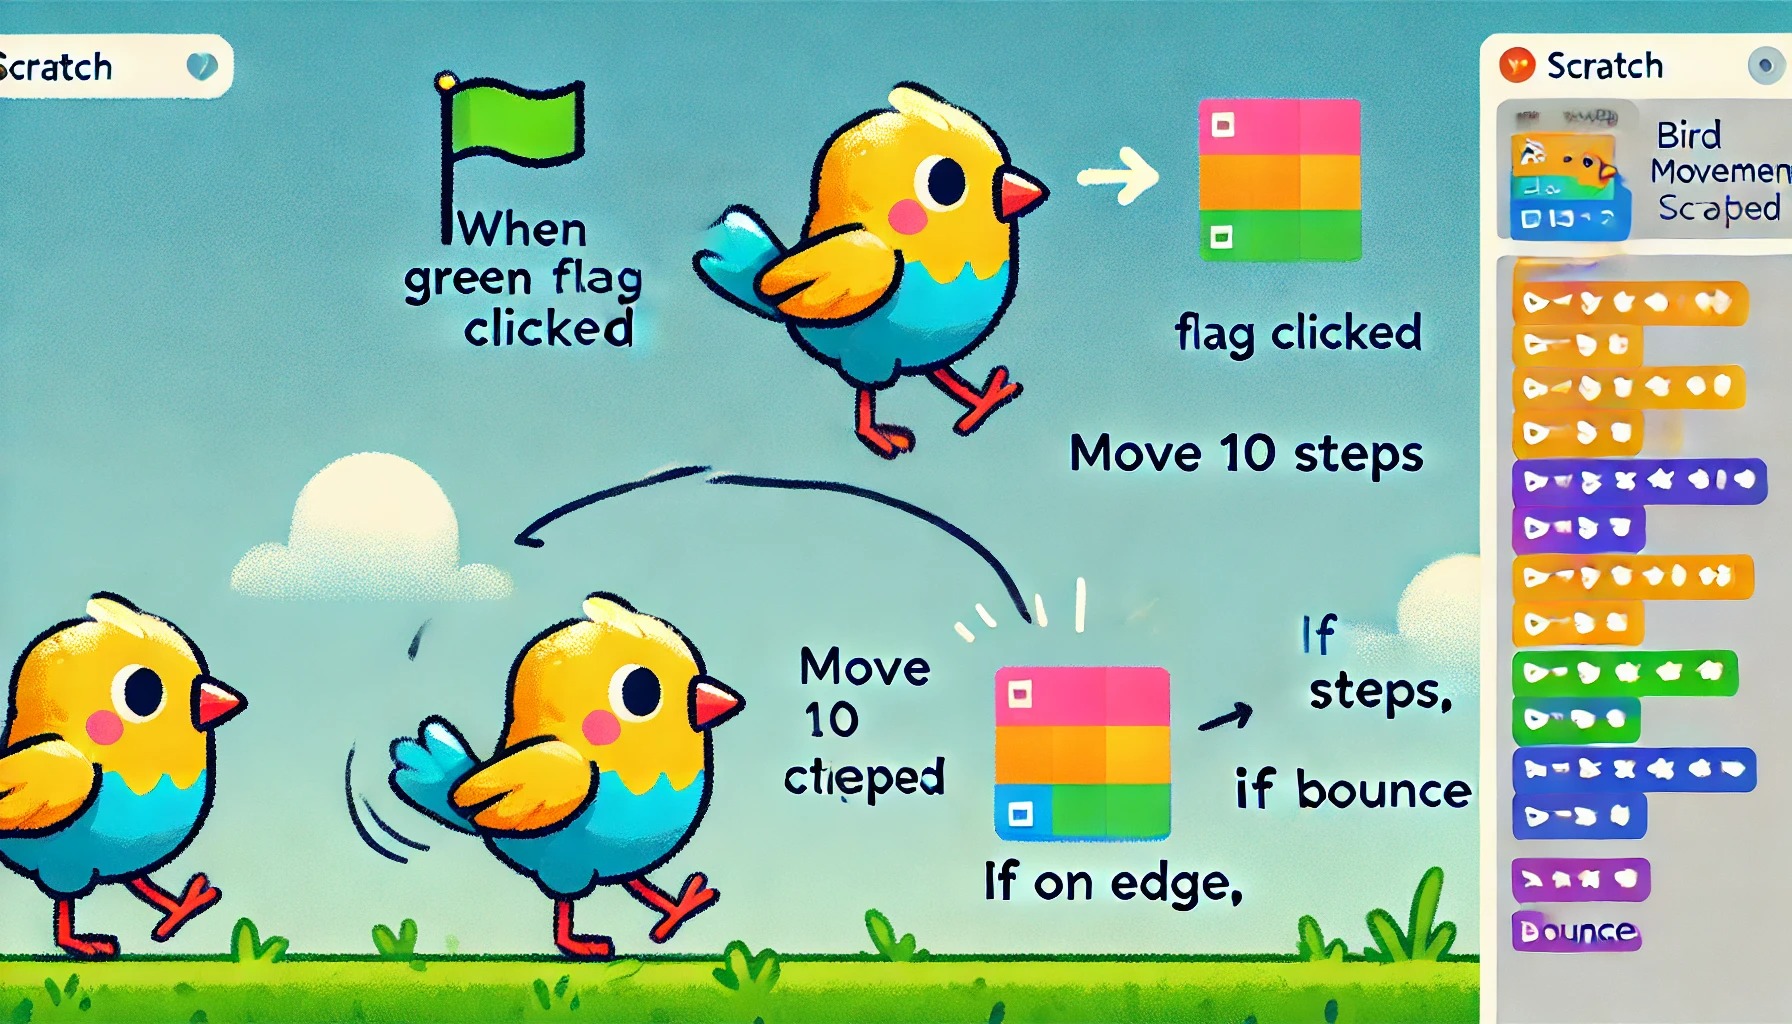 Scratch
When
green flag
clicked
flag clicked
Move 10 steps
Move
10
ctieped
If
steps,
if bounce
If on edge,
Scratch
Bird
Movemen
Scaped
Bounce